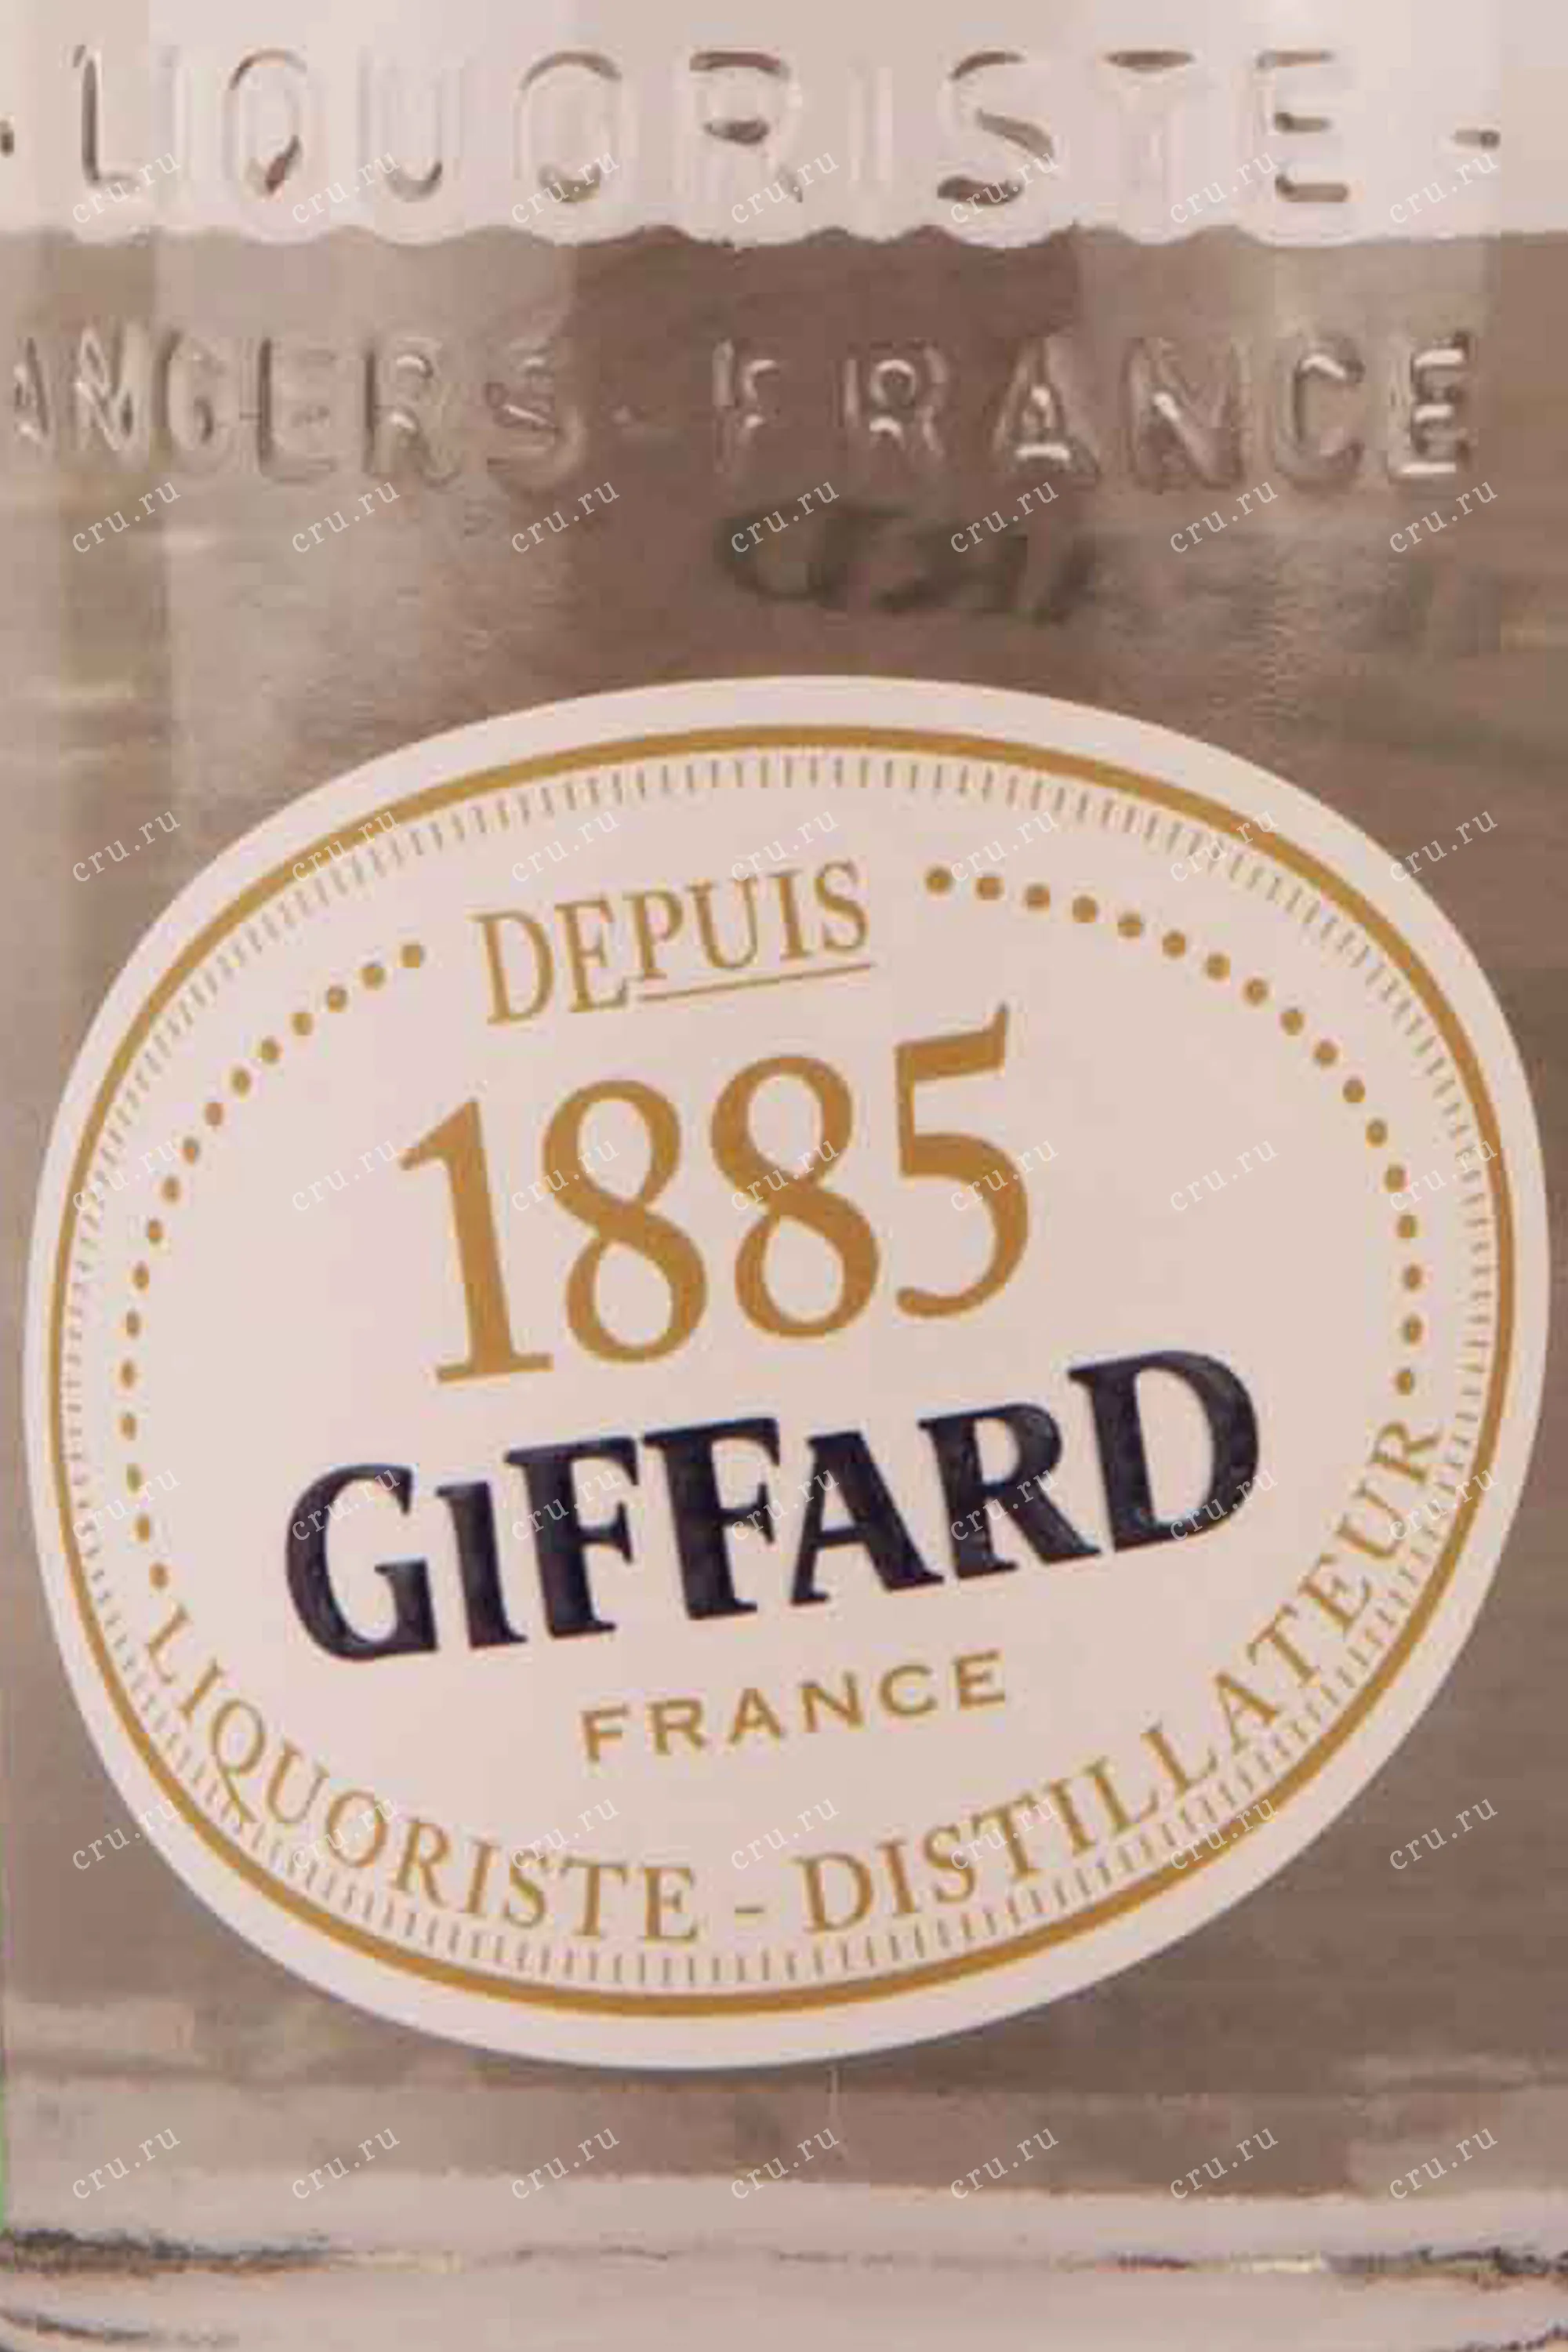 - LIQUORISTE -
ANGERS - FRANCE
DEPUIS
1885
GIFFARD
FRANCE
LIQUORISTE - DISTILLATEUR
cru.ru